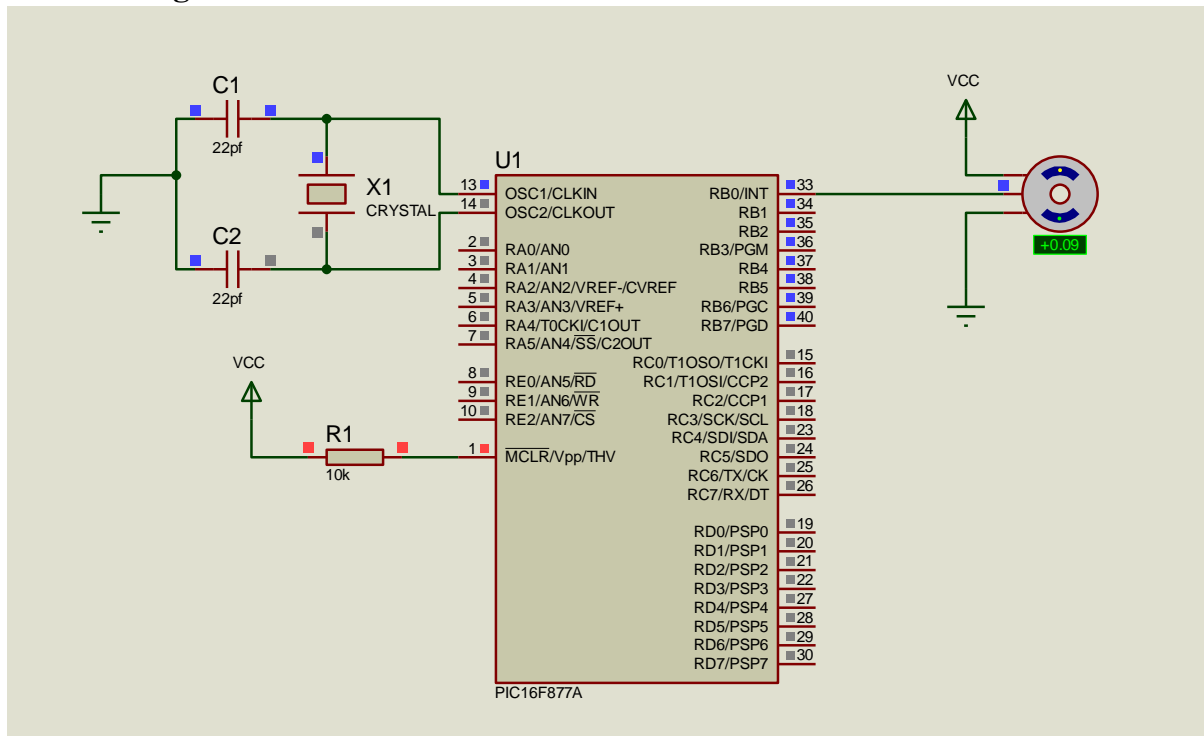 C1
22pf
X1
CRYSTAL
C2
22pf
VCC
R1
10k
U1
13 OSC1/CLKIN
14 OSC2/CLKOUT
2 RA0/AN0
3 RA1/AN1
4 RA2/AN2/VREF-/CVREF
5 RA3/AN3/VREF+
6 RA4/T0CKI/C1OUT
7 RA5/AN4/SS/C2OUT
8 RE0/AN5/RD
9 RE1/AN6/WR
10 RE2/AN7/CS
1 MCLR/Vpp/THV
RB0/INT 33
RB1 34
RB2 35
RB3/PGM 36
RB4 37
RB5 38
RB6/PGC 39
RB7/PGD 40
RC0/T1OSO/T1CKI 15
RC1/T1OSI/CCP2 16
RC2/CCP1 17
RC3/SCK/SCL 18
RC4/SDI/SDA 23
RC5/SDO 24
RC6/TX/CK 25
RC7/RX/DT 26
RD0/PSP0 19
RD1/PSP1 20
RD2/PSP2 21
RD3/PSP3 22
RD4/PSP4 27
RD5/PSP5 28
RD6/PSP6 29
RD7/PSP7 30
PIC16F877A
VCC
+0.09